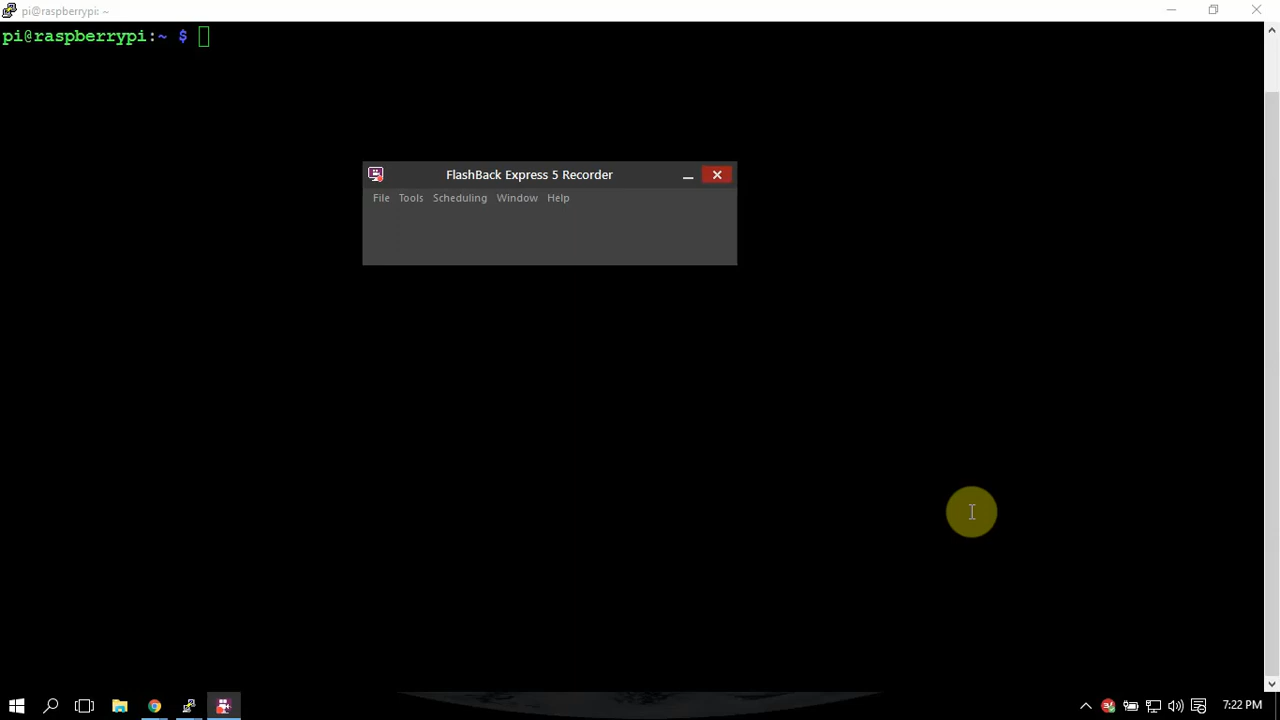 pi@raspberrypi: ~
pi@raspberrypi:~ $
FlashBack Express 5 Recorder
File Tools Scheduling Window Help
7:22 PM